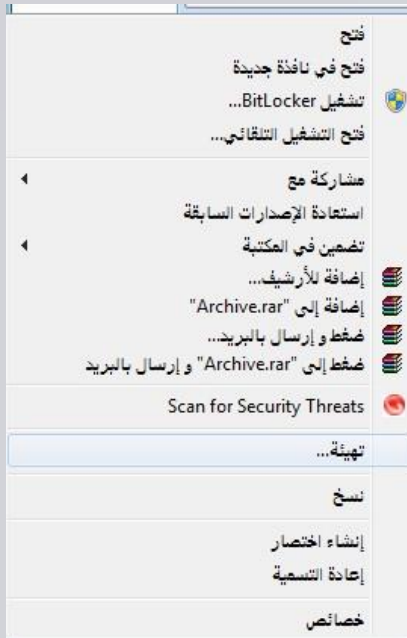 فتح
فتح في نافذة جديدة
تشغيل BitLocker...
فتح التشغيل التلقائي...
مشاركة مع
استعادة الإصدارات السابقة
تضمين في المكتبة
إضافة للأرشيف...
إضافة إلى "Archive.rar"
ضغط و إرسال بالبريد...
ضغط إلى "Archive.rar" و إرسال بالبريد
Scan for Security Threats
تهيئة...
نسخ
إنشاء اختصار
إعادة التسمية
خصائص